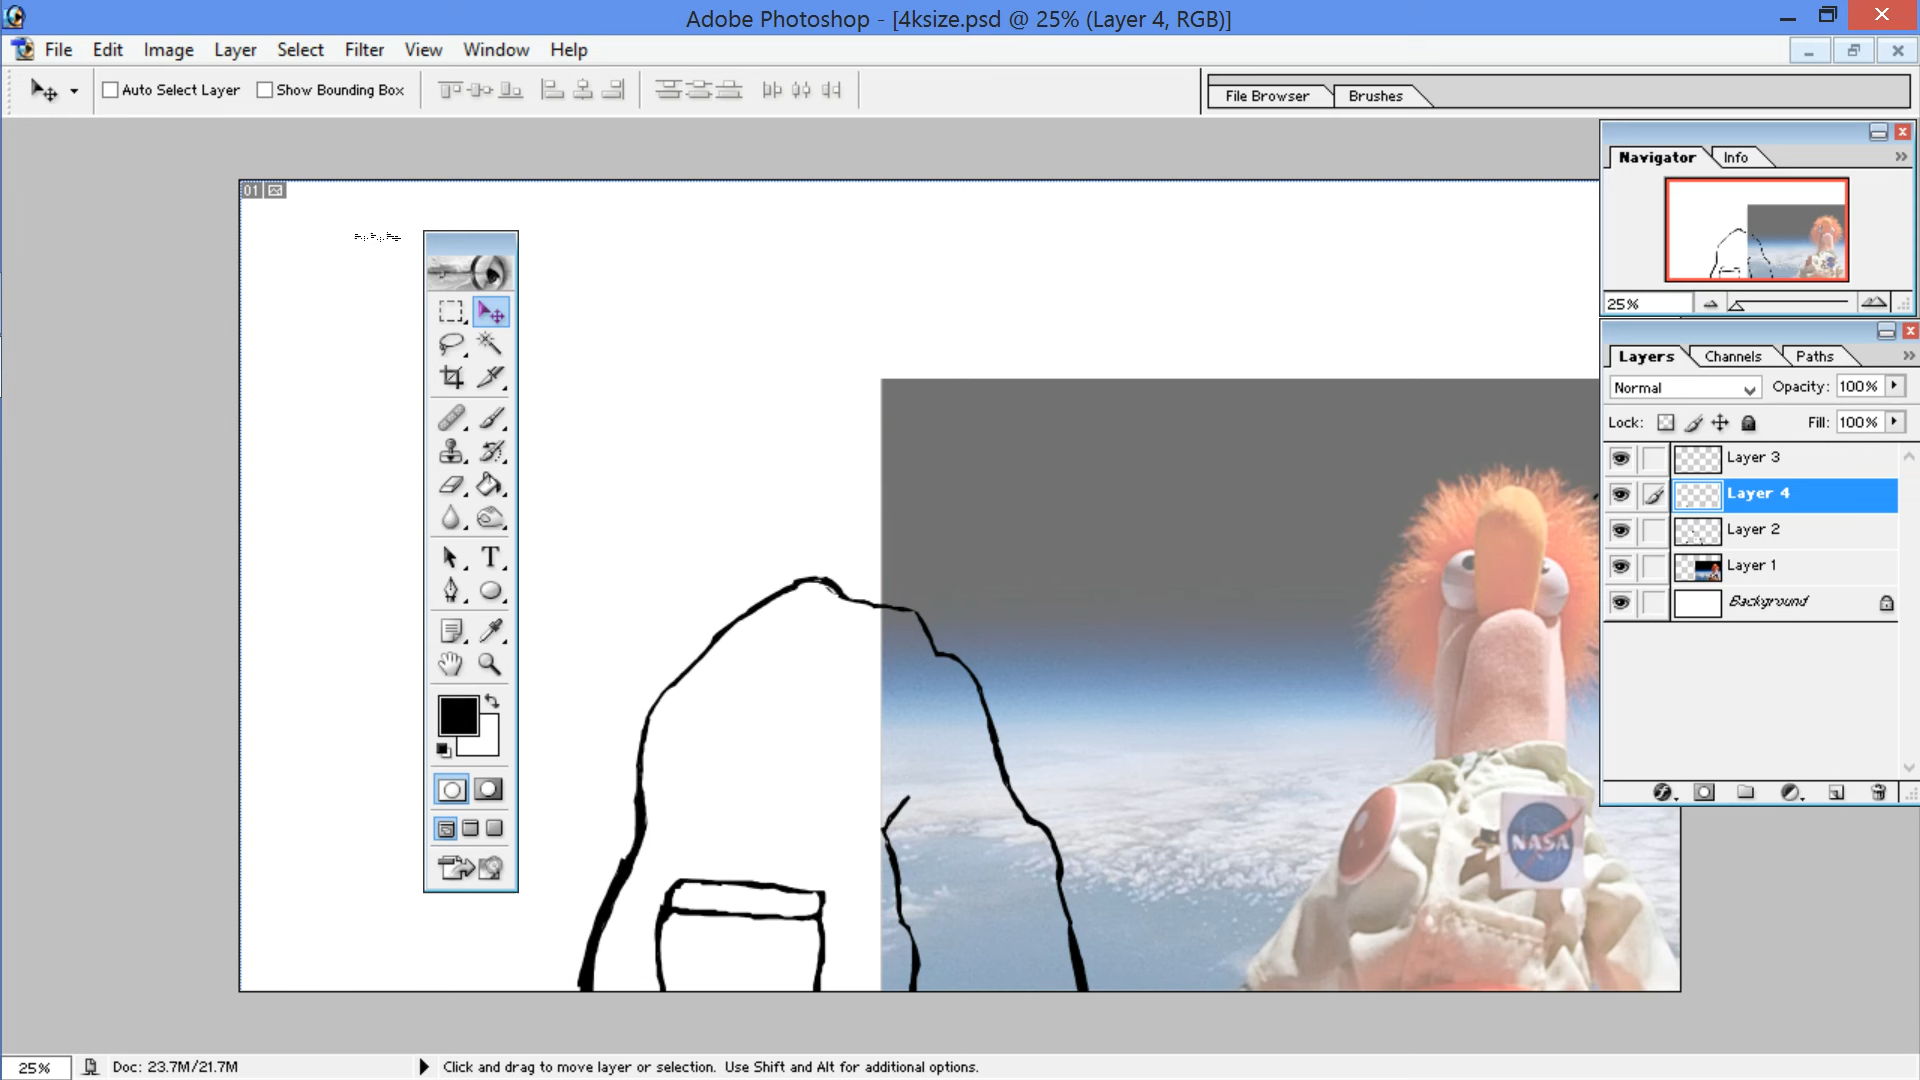 Adobe Photoshop - [4ksize.psd @ 25% (Layer 4, RGB)]
File Edit Image Layer Select Filter View Window Help
Auto Select Layer Show Bounding Box
File Browser Brushes
01
Navigator Info
25%
Layers Channels Paths
Normal Opacity: 100%
Lock: Fill: 100%
Layer 3
Layer 4
Layer 2
Layer 1
Background
T
NASA
25% Doc: 23.7M/21.7M Click and drag to move layer or selection. Use Shift and Alt for additional options.